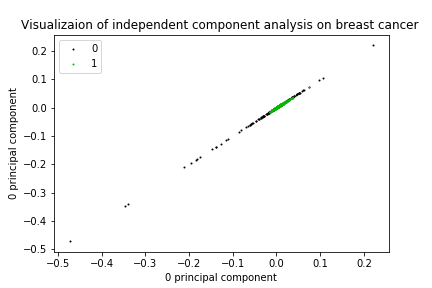 Visualizaion of independent component analysis on breast cancer
0
1
0.2
0.1
0.0
−0.1
−0.2
−0.3
−0.4
−0.5
0 principal component
−0.5 −0.4 −0.3 −0.2 −0.1 0.0 0.1 0.2
0 principal component